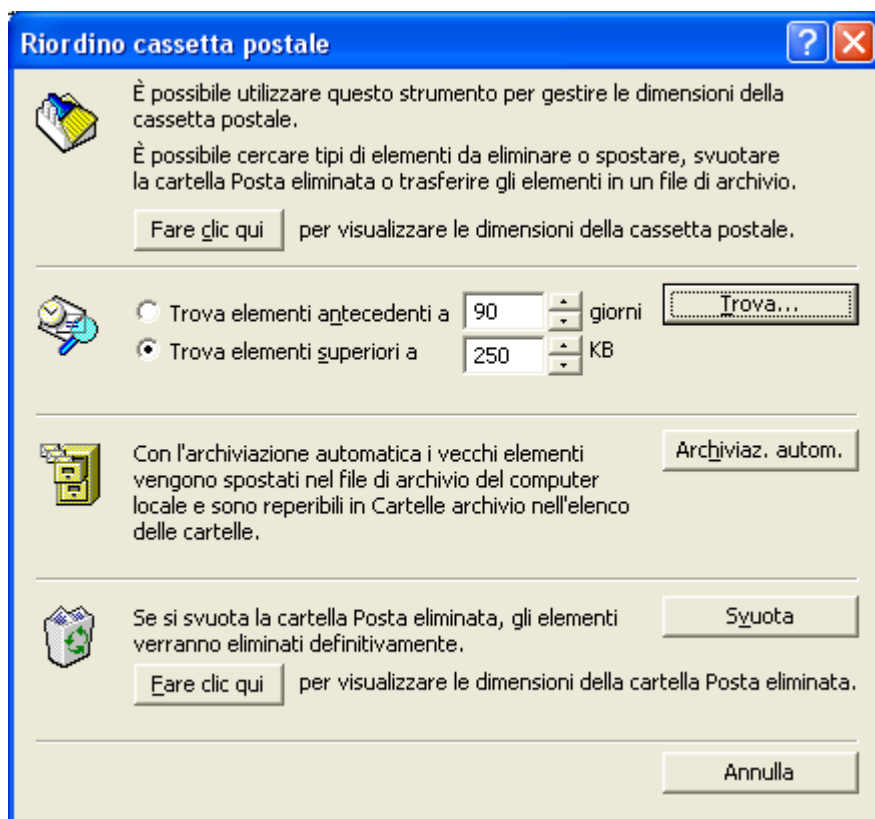 Riordino cassetta postale
È possibile utilizzare questo strumento per gestire le dimensioni della
cassetta postale.
È possibile cercare tipi di elementi da eliminare o spostare, svuotare
la cartella Posta eliminata o trasferire gli elementi in un file di archivio.
Fare clic qui per visualizzare le dimensioni della cassetta postale.
Trova elementi antecedenti a 90 giorni Trova...
Trova elementi superiori a 250 KB
Con l'archiviazione automatica i vecchi elementi Archiviaz. autom.
vengono spostati nel file di archivio del computer
locale e sono reperibili in Cartelle archivio nell'elenco
delle cartelle.
Se si svuota la cartella Posta eliminata, gli elementi Svuota
verranno eliminati definitivamente.
Fare clic qui per visualizzare le dimensioni della cartella Posta eliminata.
Annulla